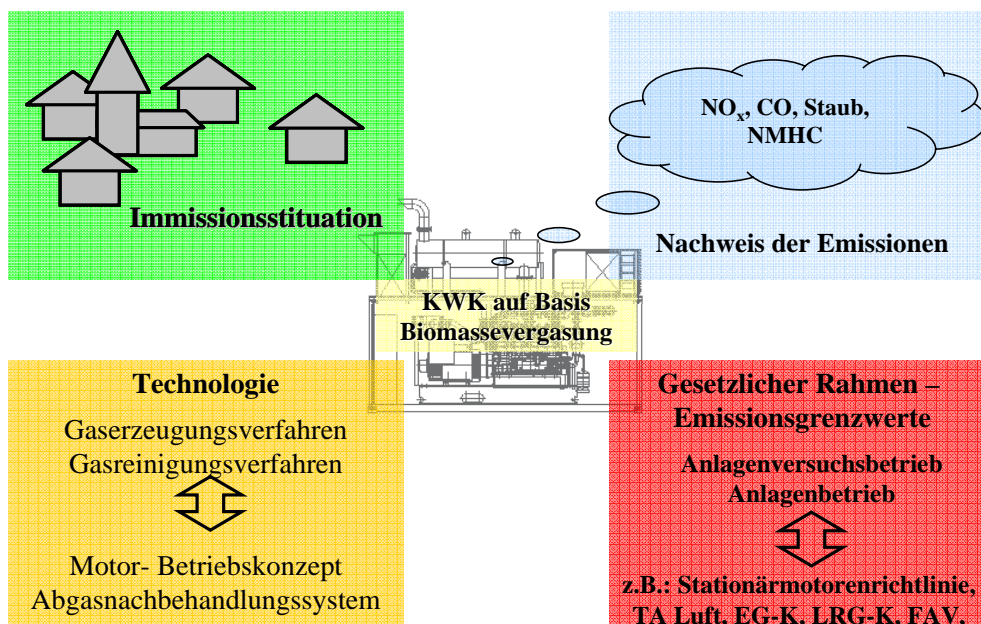 Immissionsstituation
NOx, CO, Staub,
NMHC
Nachweis der Emissionen
KWK auf Basis
Biomassevergasung
Technologie
Gaserzeugungsverfahren
Gasreinigungsverfahren
Motor- Betriebskonzept
Abgasnachbehandlungssystem
Gesetzlicher Rahmen –
Emissionsgrenzwerte
Anlagenversuchsbetrieb
Anlagenbetrieb
z.B.: Stationärmotorenrichtlinie,
TA Luft, EG-K, LRG-K, FAV,